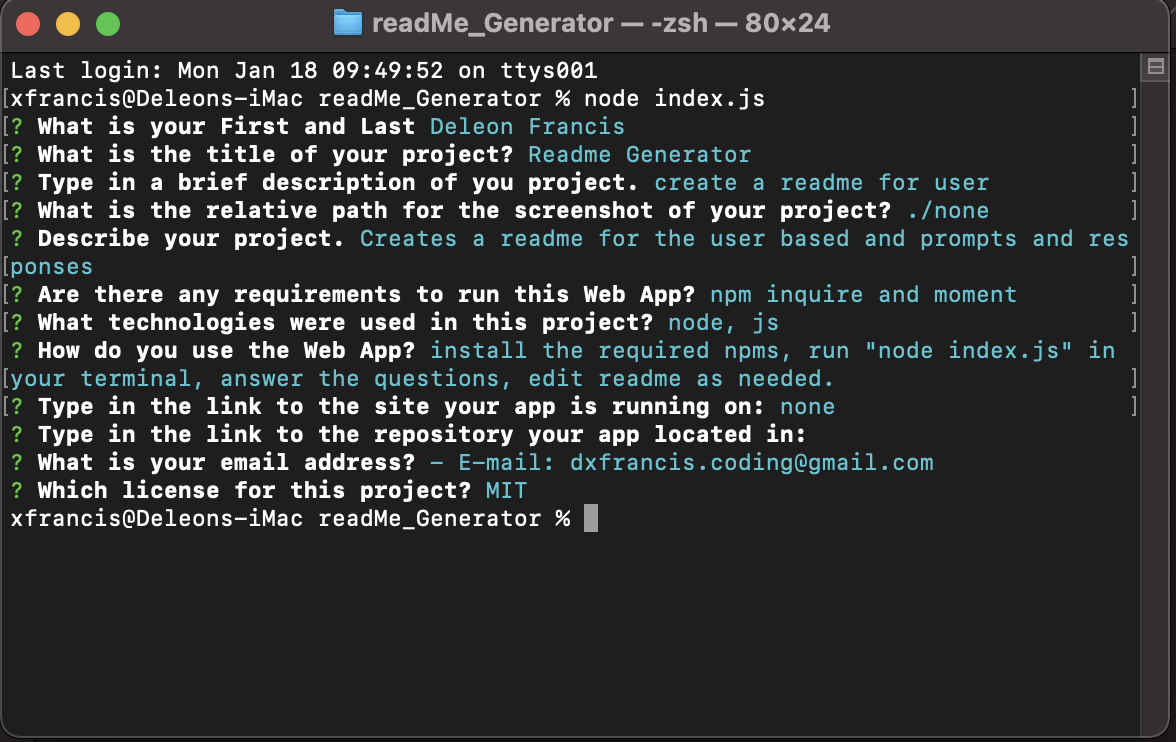 readMe_Generator — -zsh — 80×24
Last login: Mon Jan 18 09:49:52 on ttys001
[xfrancis@Deleons-iMac readMe_Generator % node index.js ]
[? What is your First and Last Deleon Francis ]
[? What is the title of your project? Readme Generator ]
[? Type in a brief description of you project. create a readme for user ]
[? What is the relative path for the screenshot of your project? ./none ]
? Describe your project. Creates a readme for the user based and prompts and res
[ponses ]
[? Are there any requirements to run this Web App? npm inquire and moment ]
[? What technologies were used in this project? node, js ]
? How do you use the Web App? install the required npms, run "node index.js" in
[your terminal, answer the questions, edit readme as needed. ]
[? Type in the link to the site your app is running on: none ]
? Type in the link to the repository your app located in:
? What is your email address? - E-mail: dxfrancis.coding@gmail.com
? Which license for this project? MIT
xfrancis@Deleons-iMac readMe_Generator %